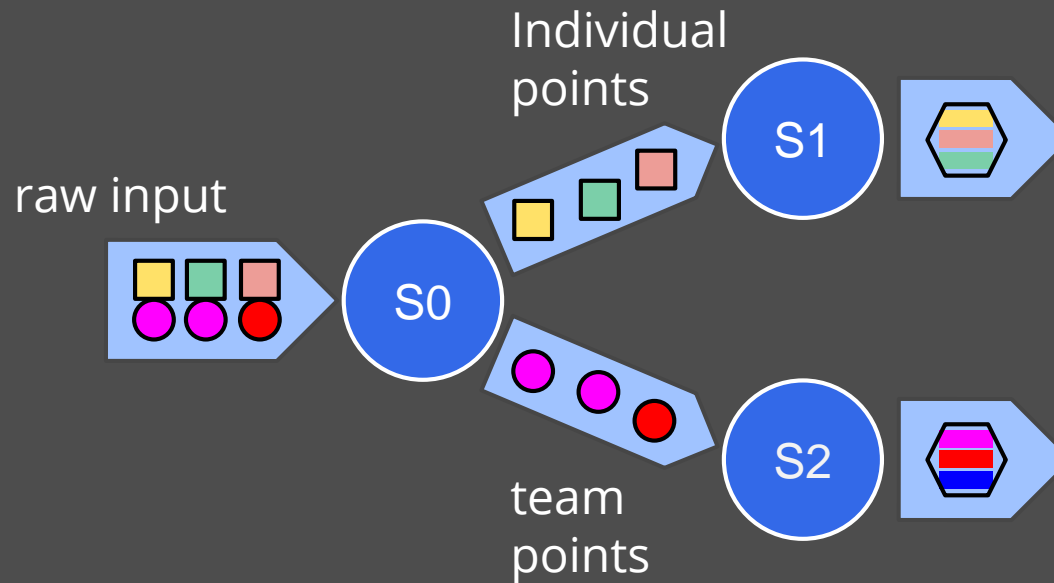 raw input
S0
Individual
points
S1
team
points
S2